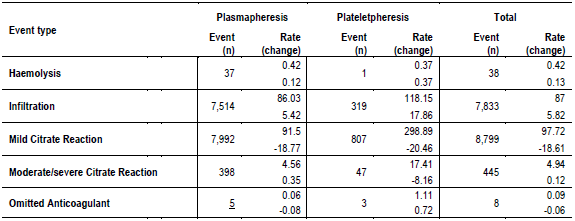 Plasmapheresis Plateletpheresis Total
Event type Event (n) Rate (change) Event (n) Rate (change) Event (n) Rate (change)
Haemolysis 37 0.42 0.12 1 0.37 0.37 38 0.42 0.13
Infiltration 7,514 86.03 5.42 319 118.15 17.86 7,833 87 5.82
Mild Citrate Reaction 7,992 91.5 -18.77 807 298.89 -20.46 8,799 97.72 -18.61
Moderate/severe Citrate Reaction 398 4.56 0.35 47 17.41 -8.16 445 4.94 0.12
Omitted Anticoagulant 5 0.06 -0.08 3 1.11 0.72 8 0.09 -0.06